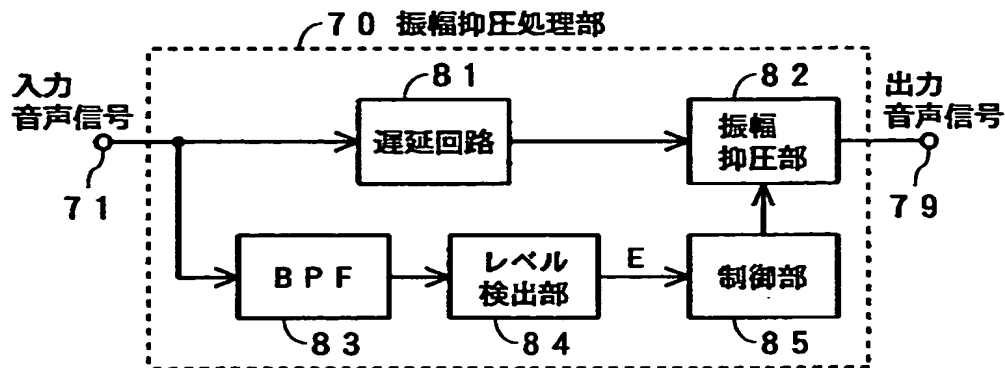 70 振幅抑圧処理部
入力
音声信号
71
81
遅延回路
82
振幅
抑圧部
出力
音声信号
79
BPF
83
レベル
検出部
84
E
制御部
85